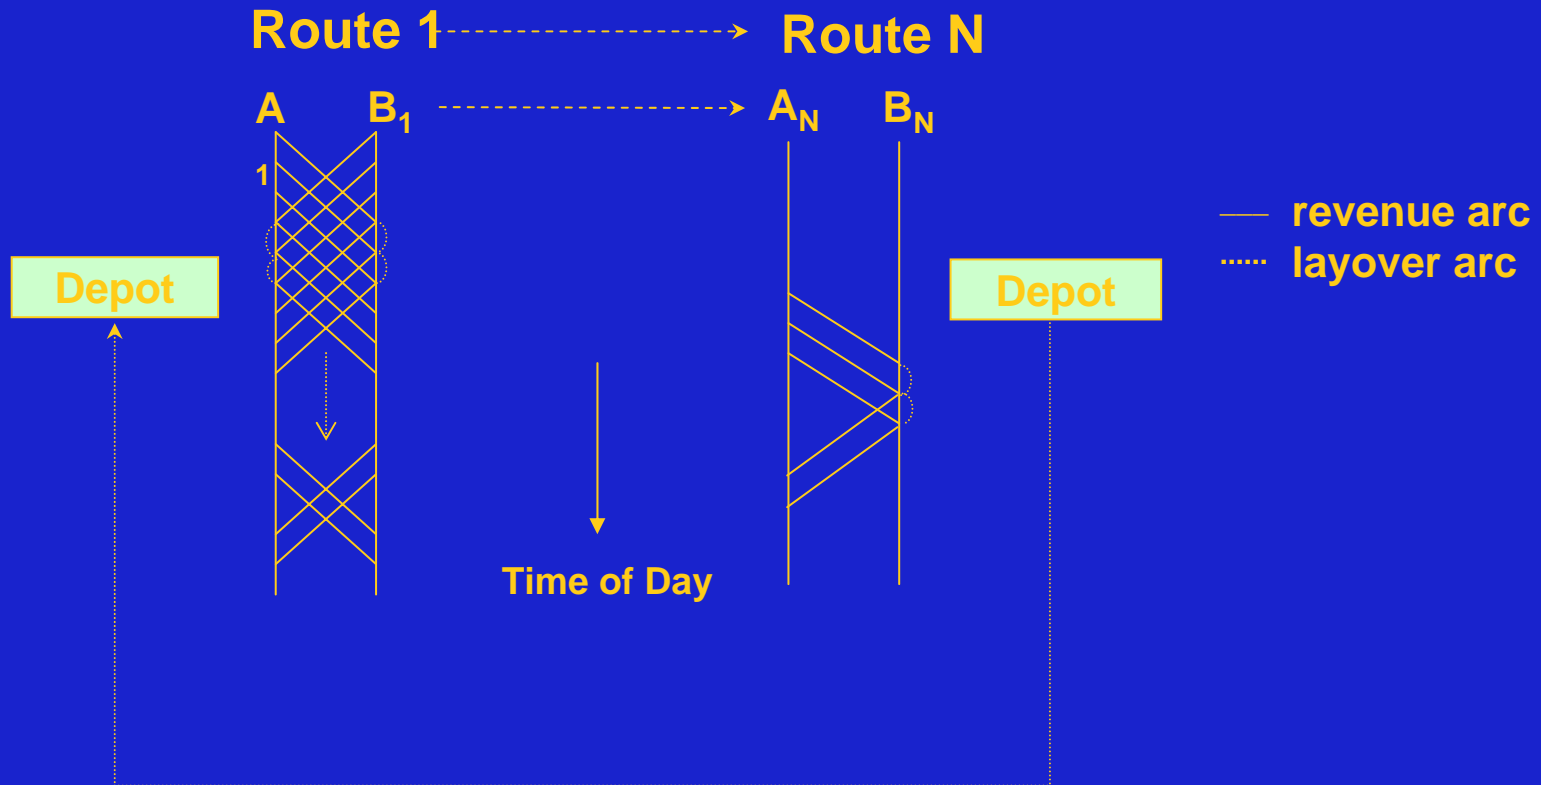 Route 1 Route N
A B1 AN BN
1
revenue arc
layover arc
Depot Depot
Time of Day